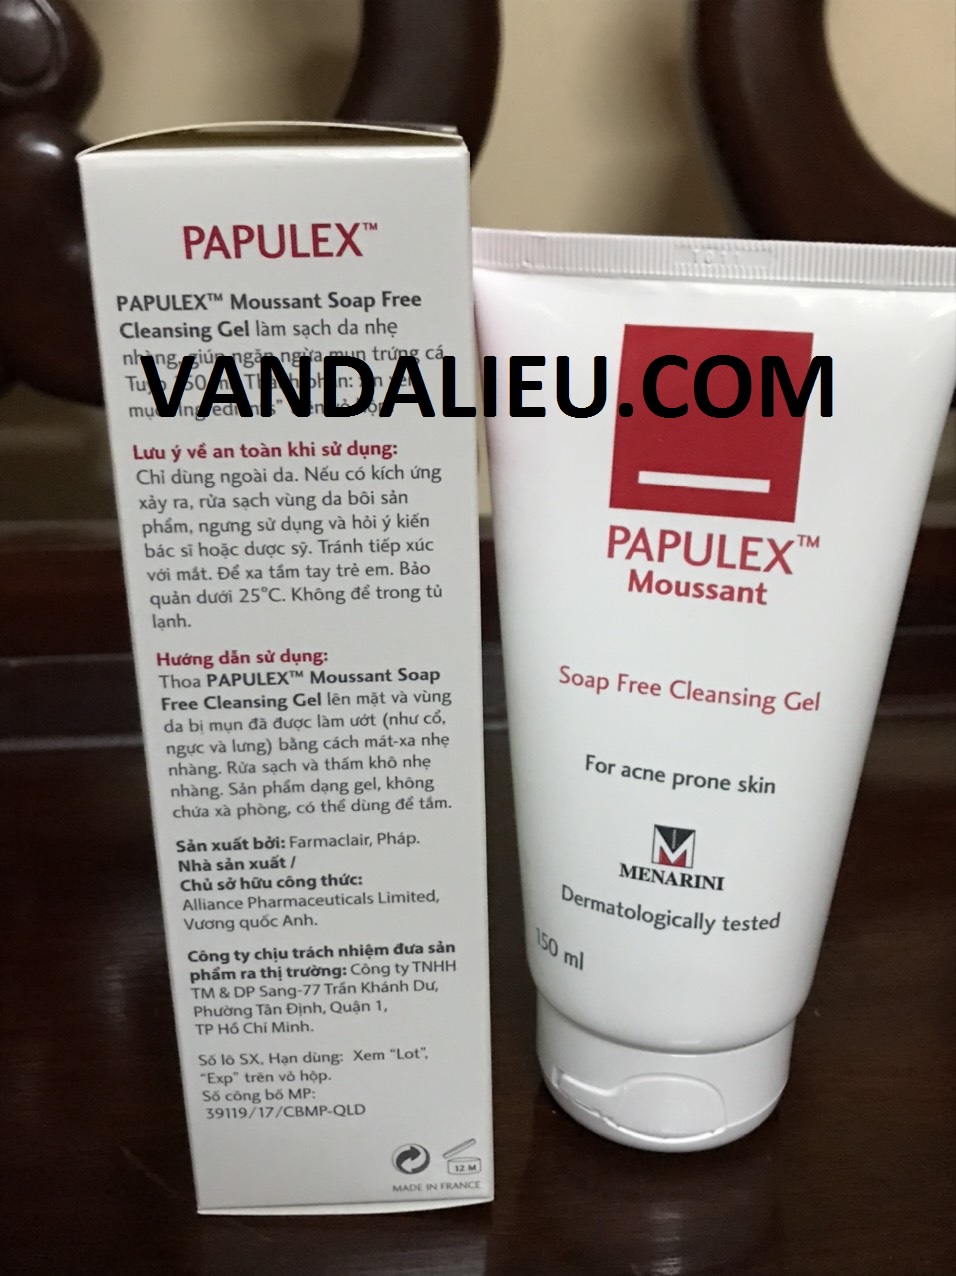 PAPULEX™
PAPULEX™ Moussant Soap Free
Cleansing Gel làm sạch da nhẹ
nhàng, giúp ngăn ngừa mụn trứng cá
VANDALIEU.COM
Lưu ý về an toàn khi sử dụng:
Chỉ dùng ngoài da. Nếu có kích ứng
xảy ra, rửa sạch vùng da bôi sản
phẩm, ngưng sử dụng và hỏi ý kiến
bác sĩ hoặc dược sỹ. Tránh tiếp xúc
với mắt. Để xa tầm tay trẻ em. Bảo
quản dưới 25°C. Không để trong tủ
lạnh.
Hướng dẫn sử dụng:
Thoa PAPULEX™ Moussant Soap
Free Cleansing Gel lên mặt và vùng
da bị mụn đã được làm ướt (như cổ,
ngực và lưng) bằng cách mát-xa nhẹ
nhàng. Rửa sạch và thấm khô nhẹ
nhàng. Sản phẩm dạng gel, không
chứa xà phòng, có thể dùng để tắm.
Sản xuất bởi: Farmaclair, Pháp.
Nhà sản xuất /
Chủ sở hữu công thức:
Alliance Pharmaceuticals Limited,
Vương quốc Anh.
Công ty chịu trách nhiệm đưa sản
phẩm ra thị trường: Công ty TNHH
TM & DP Sang-77 Trần Khánh Dư,
Phường Tân Định, Quận 1,
TP Hồ Chí Minh.
Số lô SX, Hạn dùng: Xem "Lot",
"Exp" trên vỏ hộp.
Số công bố MP:
39119/17/CBMP-QLD
12 M
MADE IN FRANCE
PAPULEX™
Moussant
Soap Free Cleansing Gel
For acne prone skin
MENARINI
Dermatologically tested
150 ml